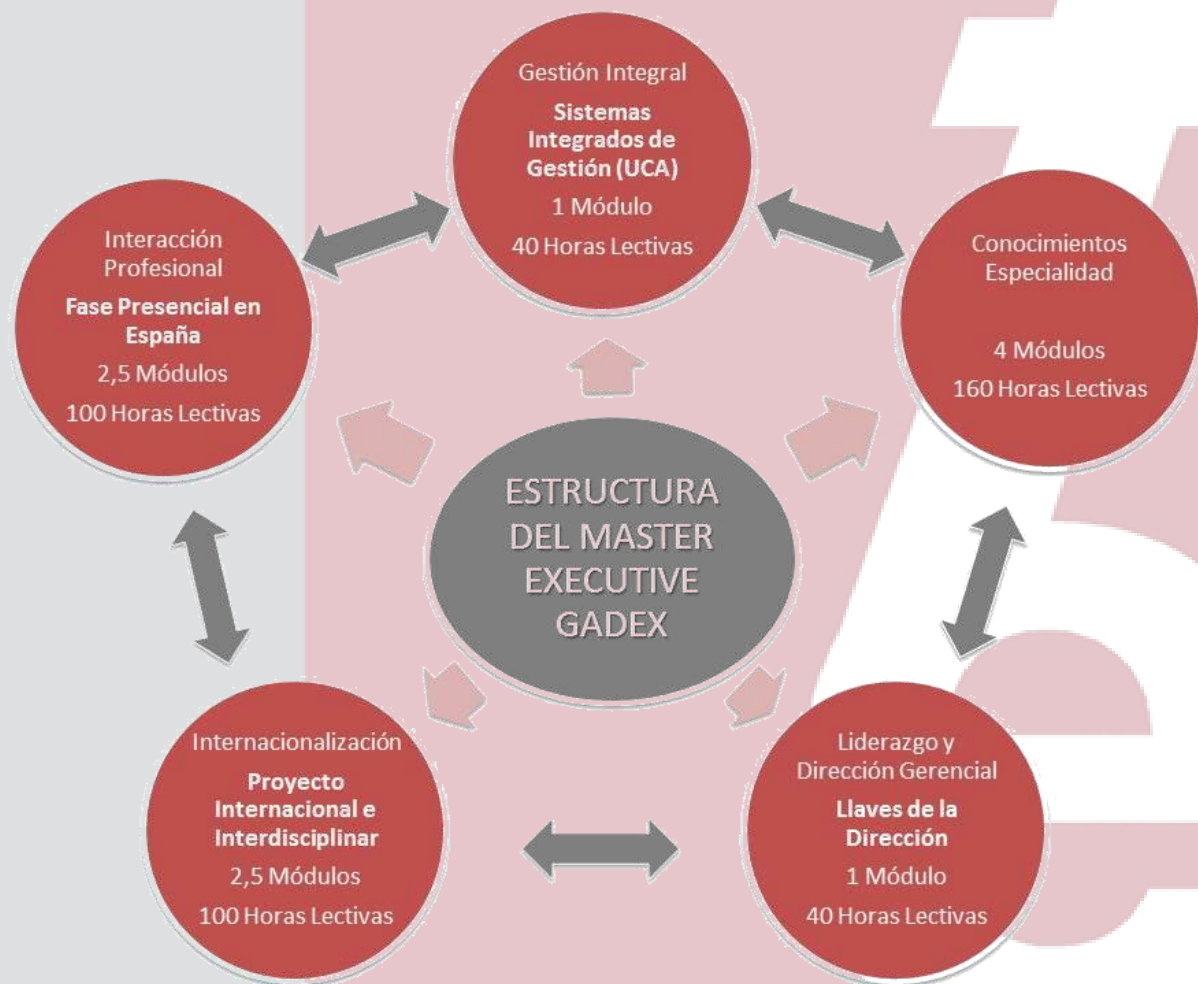 Gestión Integral
Sistemas
Integrados de
Gestión (UCA)
1 Módulo
40 Horas Lectivas
Interacción
Profesional
Fase Presencial en
España
2,5 Módulos
100 Horas Lectivas
Conocimientos
Especialidad
4 Módulos
160 Horas Lectivas
ESTRUCTURA
DEL MASTER
EXECUTIVE
GADEX
Internacionalización
Proyecto
Internacional e
Interdisciplinar
2,5 Módulos
100 Horas Lectivas
Liderazgo y
Dirección Gerencial
Llaves de la
Dirección
1 Módulo
40 Horas Lectivas